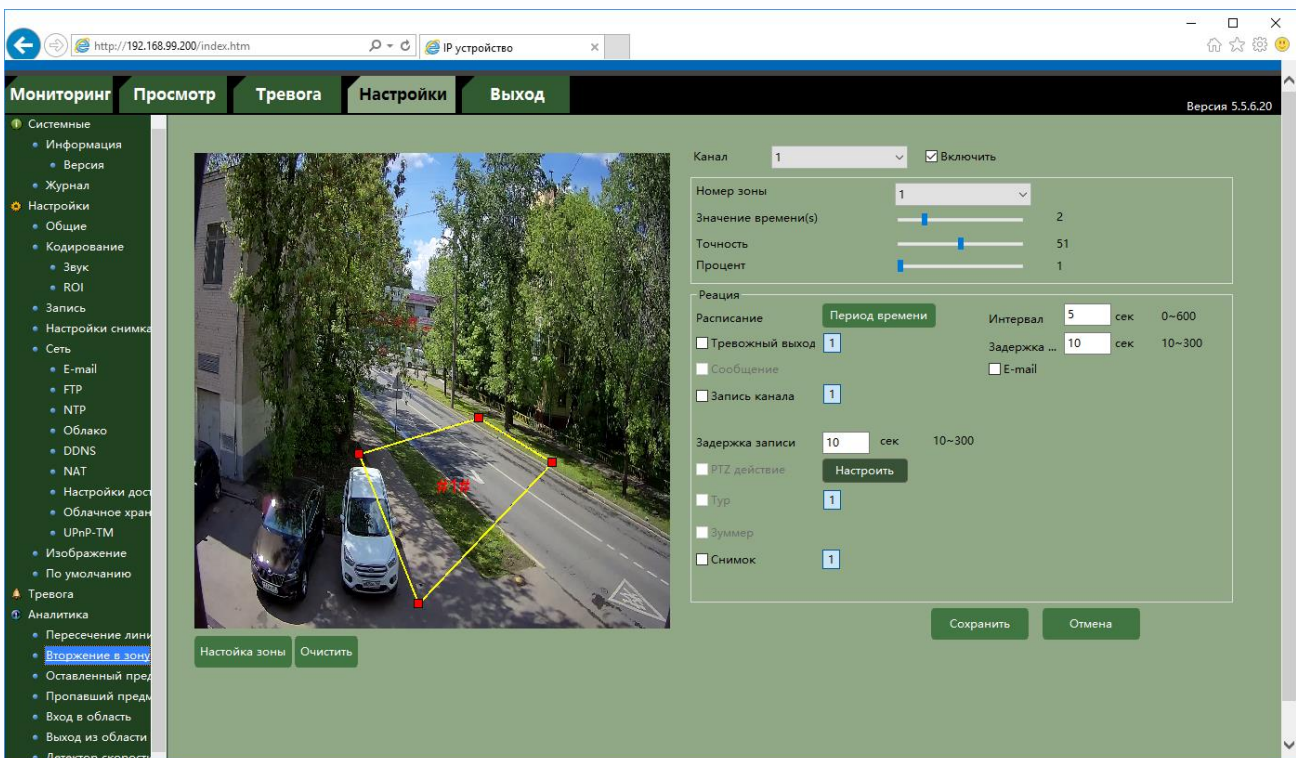 http://192.168.99.200/index.htm
IP устройство
Мониторинг Просмотр Тревога Настройки Выход
Версия 5.5.6.20
Системные
Информация
Версия
Журнал
Настройки
Общие
Кодирование
Звук
ROI
Запись
Настройки снимка
Сеть
E-mail
FTP
NTP
Облако
DDNS
NAT
Настройки дост
Облачное хран
UPnP-TM
Изображение
По умолчанию
Тревога
Аналитика
Пересечение лини
Вторжение в зону
Оставленный пред
Пропавший предм
Вход в область
Выход из области
Детектор скорости
#1#
Настойка зоны Очистить
Канал 1 Включить
Номер зоны 1
Значение времени(s) 2
Точность 51
Процент 1
Реация
Расписание Период времени Интервал 5 сек 0~600
Тревожный выход 1 Задержка ... 10 сек 10~300
Сообщение E-mail
Запись канала 1
Задержка записи 10 сек 10~300
PTZ действие Настроить
Тур 1
Зуммер
Снимок 1
Сохранить Отмена